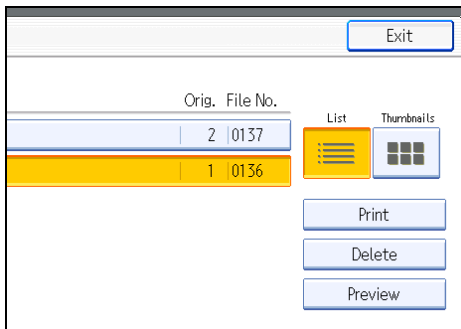 Exit
Orig. File No.
List Thumbnails
2 0137
1 0136
Print
Delete
Preview